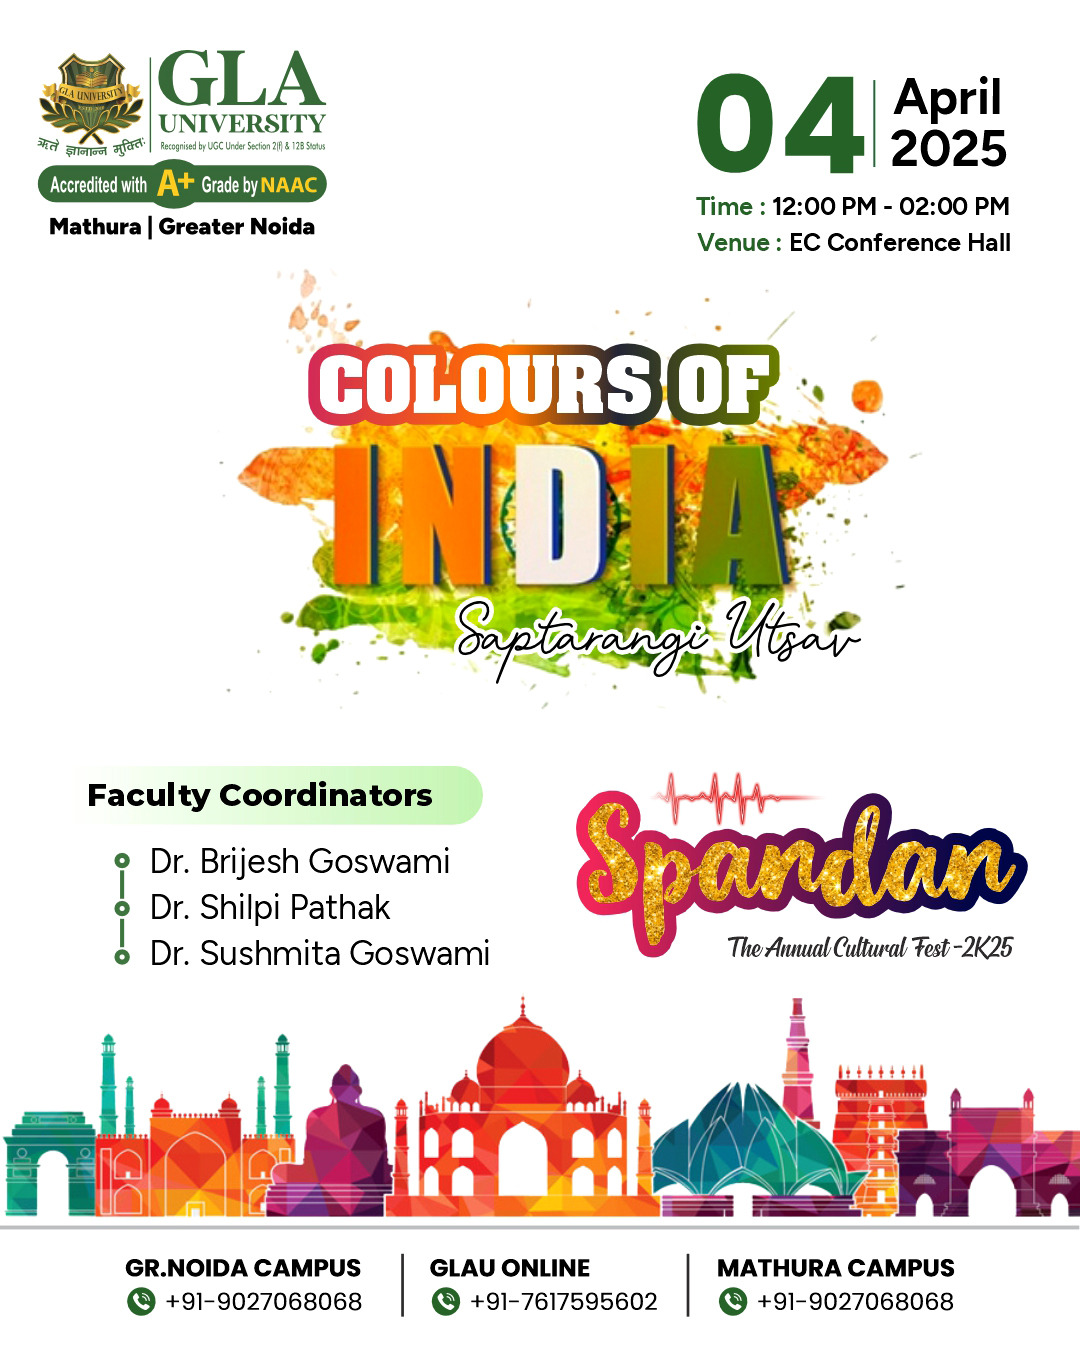 GLA UNIVERSITY
ऋते ज्ञानान्न मुक्तिः
GLA
UNIVERSITY
Recognised by UGC Under Section 2(f) & 12B Status
Accredited with A+ Grade by NAAC
Mathura | Greater Noida
04 April
2025
Time : 12:00 PM - 02:00 PM
Venue : EC Conference Hall
COLOURS OF
INDIA
Saptarangi Utsav
Faculty Coordinators
Dr. Brijesh Goswami
Dr. Shilpi Pathak
Dr. Sushmita Goswami
Spandan
The Annual Cultural Fest -2K25
GR.NOIDA CAMPUS
+91-9027068068
GLAU ONLINE
+91-7617595602
MATHURA CAMPUS
+91-9027068068